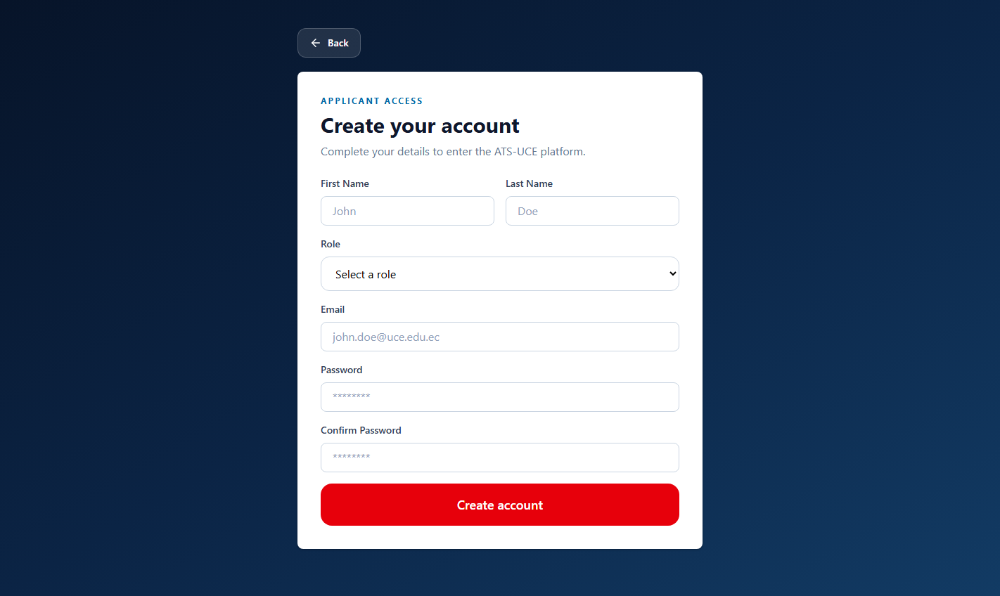 Back
APPLICANT ACCESS
Create your account
Complete your details to enter the ATS-UCE platform.
First Name
Last Name
John
Doe
Role
Select a role
Email
john.doe@uce.edu.ec
Password
********
Confirm Password
********
Create account